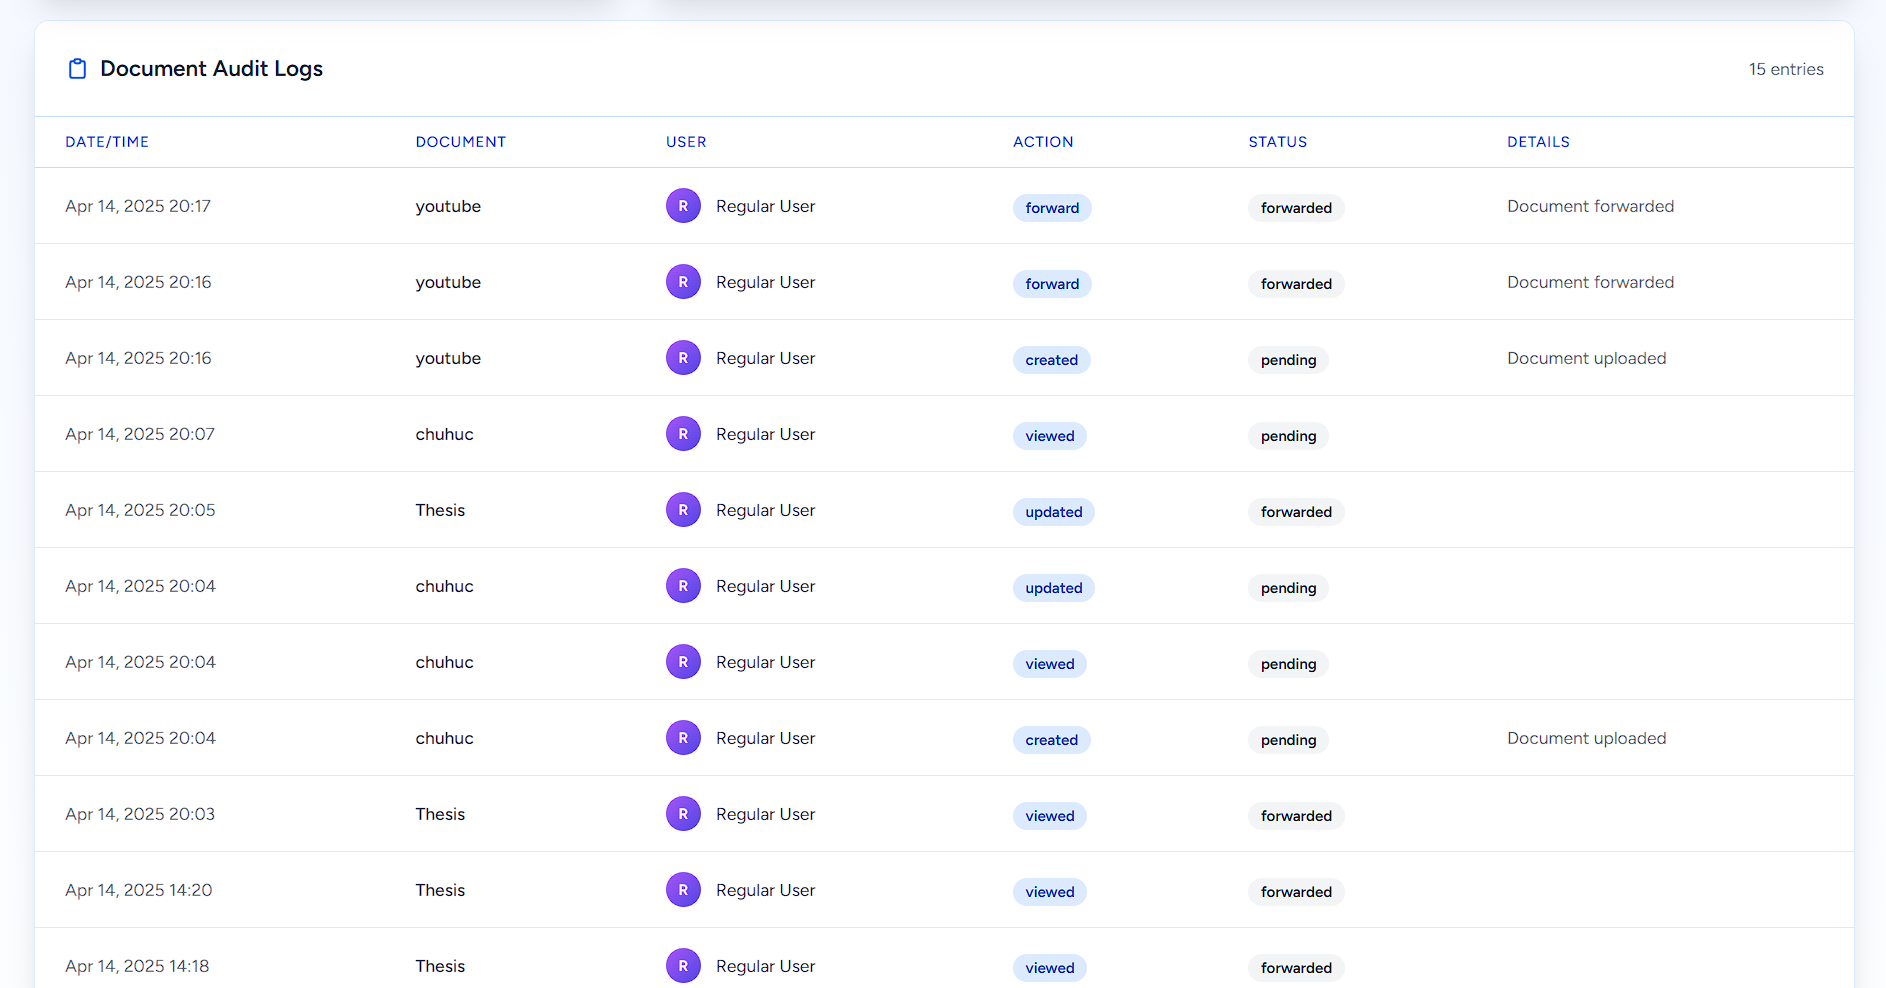 Document Audit Logs
15 entries
DATE/TIME DOCUMENT USER ACTION STATUS DETAILS
Apr 14, 2025 20:17 youtube R Regular User forward forwarded Document forwarded
Apr 14, 2025 20:16 youtube R Regular User forward forwarded Document forwarded
Apr 14, 2025 20:16 youtube R Regular User created pending Document uploaded
Apr 14, 2025 20:07 chuhuc R Regular User viewed pending
Apr 14, 2025 20:05 Thesis R Regular User updated forwarded
Apr 14, 2025 20:04 chuhuc R Regular User updated pending
Apr 14, 2025 20:04 chuhuc R Regular User viewed pending
Apr 14, 2025 20:04 chuhuc R Regular User created pending Document uploaded
Apr 14, 2025 20:03 Thesis R Regular User viewed forwarded
Apr 14, 2025 14:20 Thesis R Regular User viewed forwarded
Apr 14, 2025 14:18 Thesis R Regular User viewed forwarded